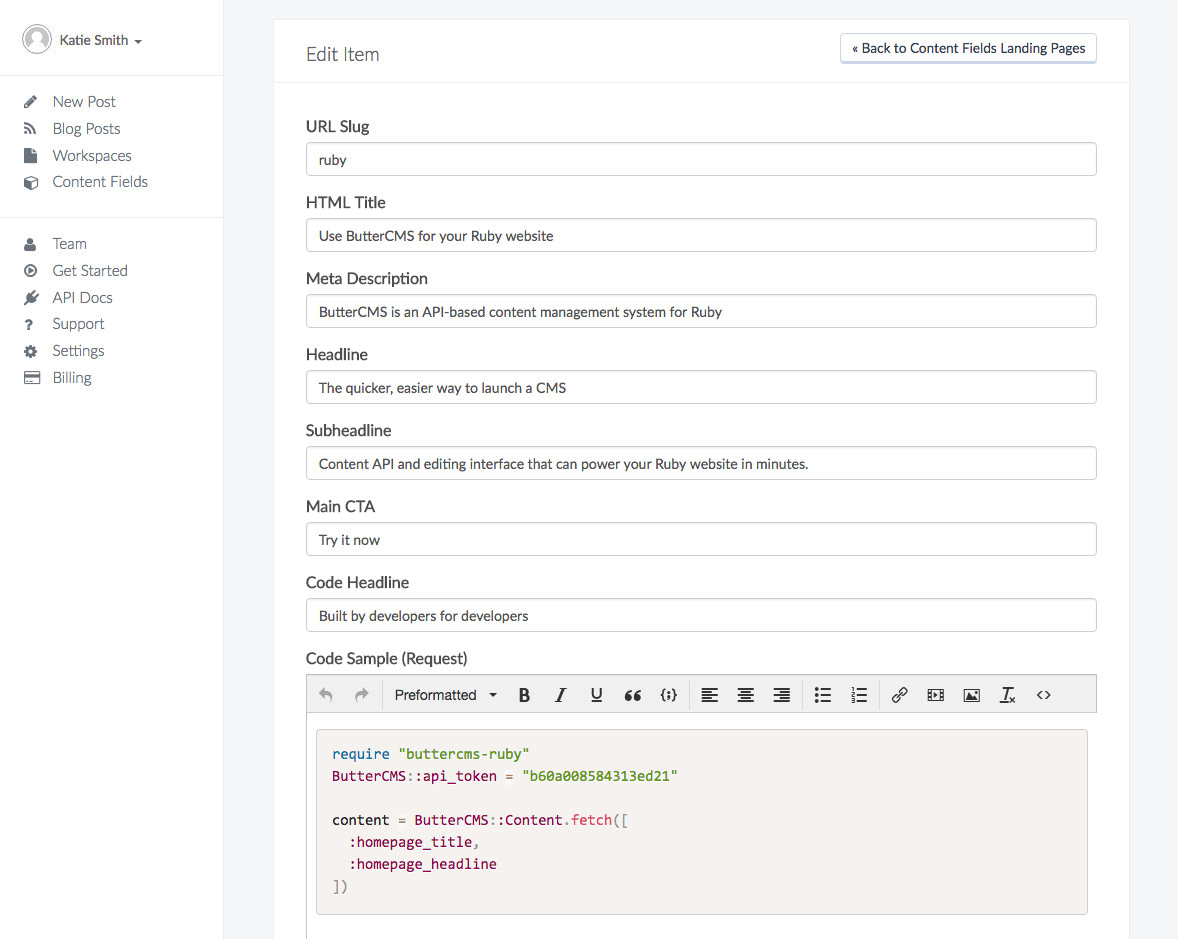 Katie Smith
New Post
Blog Posts
Workspaces
Content Fields
Team
Get Started
API Docs
? Support
Settings
Billing
Edit Item
« Back to Content Fields Landing Pages
URL Slug
ruby
HTML Title
Use ButterCMS for your Ruby website
Meta Description
ButterCMS is an API-based content management system for Ruby
Headline
The quicker, easier way to launch a CMS
Subheadline
Content API and editing interface that can power your Ruby website in minutes.
Main CTA
Try it now
Code Headline
Built by developers for developers
Code Sample (Request)
Preformatted B I U
require "buttercms-ruby"
ButterCMS::api_token = "b60a008584313ed21"
content = ButterCMS::Content.fetch([
  :homepage_title,
  :homepage_headline
])